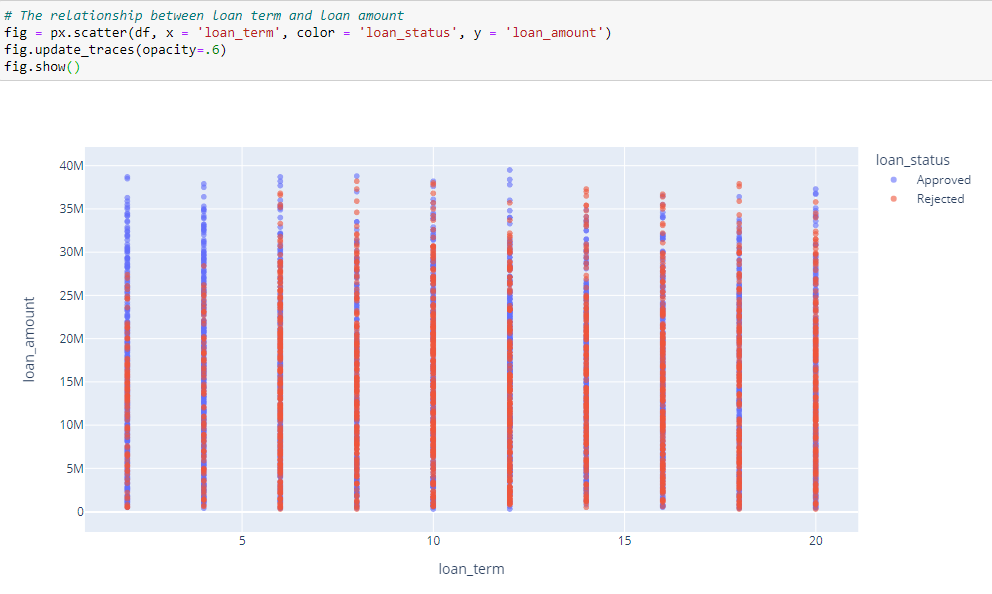 # The relationship between loan term and loan amount
fig = px.scatter(df, x = 'loan_term', color = 'loan_status', y = 'loan_amount')
fig.update_traces(opacity=.6)
fig.show()
loan_status
Approved
Rejected
40M
35M
30M
25M
20M
15M
10M
5M
0
loan_amount
5 10 15 20
loan_term